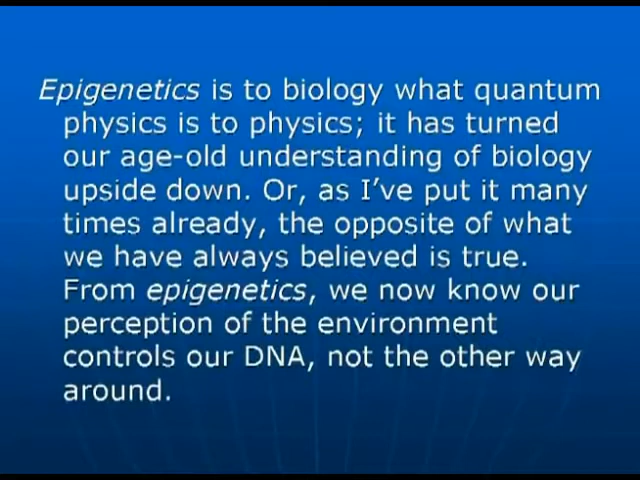 Epigenetics is to biology what quantum
physics is to physics; it has turned
our age-old understanding of biology
upside down. Or, as I've put it many
times already, the opposite of what
we have always believed is true.
From epigenetics, we now know our
perception of the environment
controls our DNA, not the other way
around.